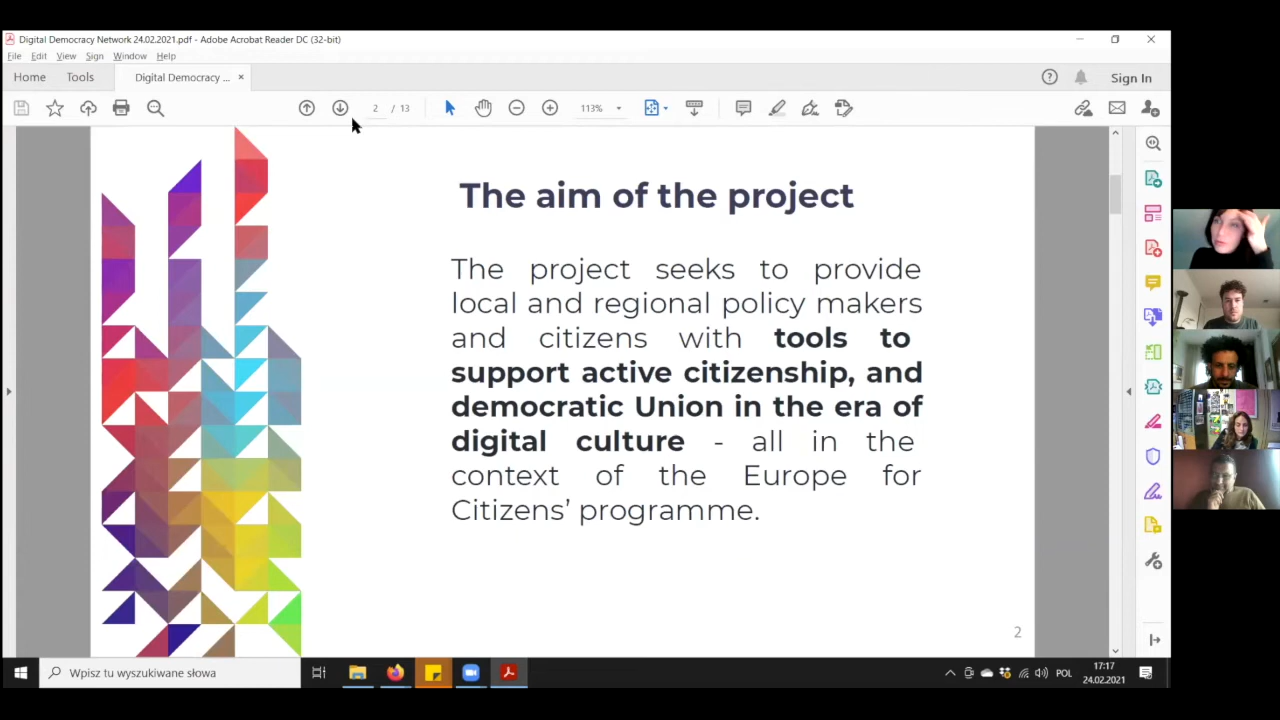 Digital Democracy Network 24.02.2021.pdf - Adobe Acrobat Reader DC (32-bit)
File Edit View Sign Window Help
Home Tools Digital Democracy ... × Sign In
2 / 13 113%
The aim of the project
The project seeks to provide
local and regional policy makers
and citizens with tools to
support active citizenship, and
democratic Union in the era of
digital culture - all in the
context of the Europe for
Citizens’ programme.
2
Wpisz tu wyszukiwane słowa
POL
17:17
24.02.2021